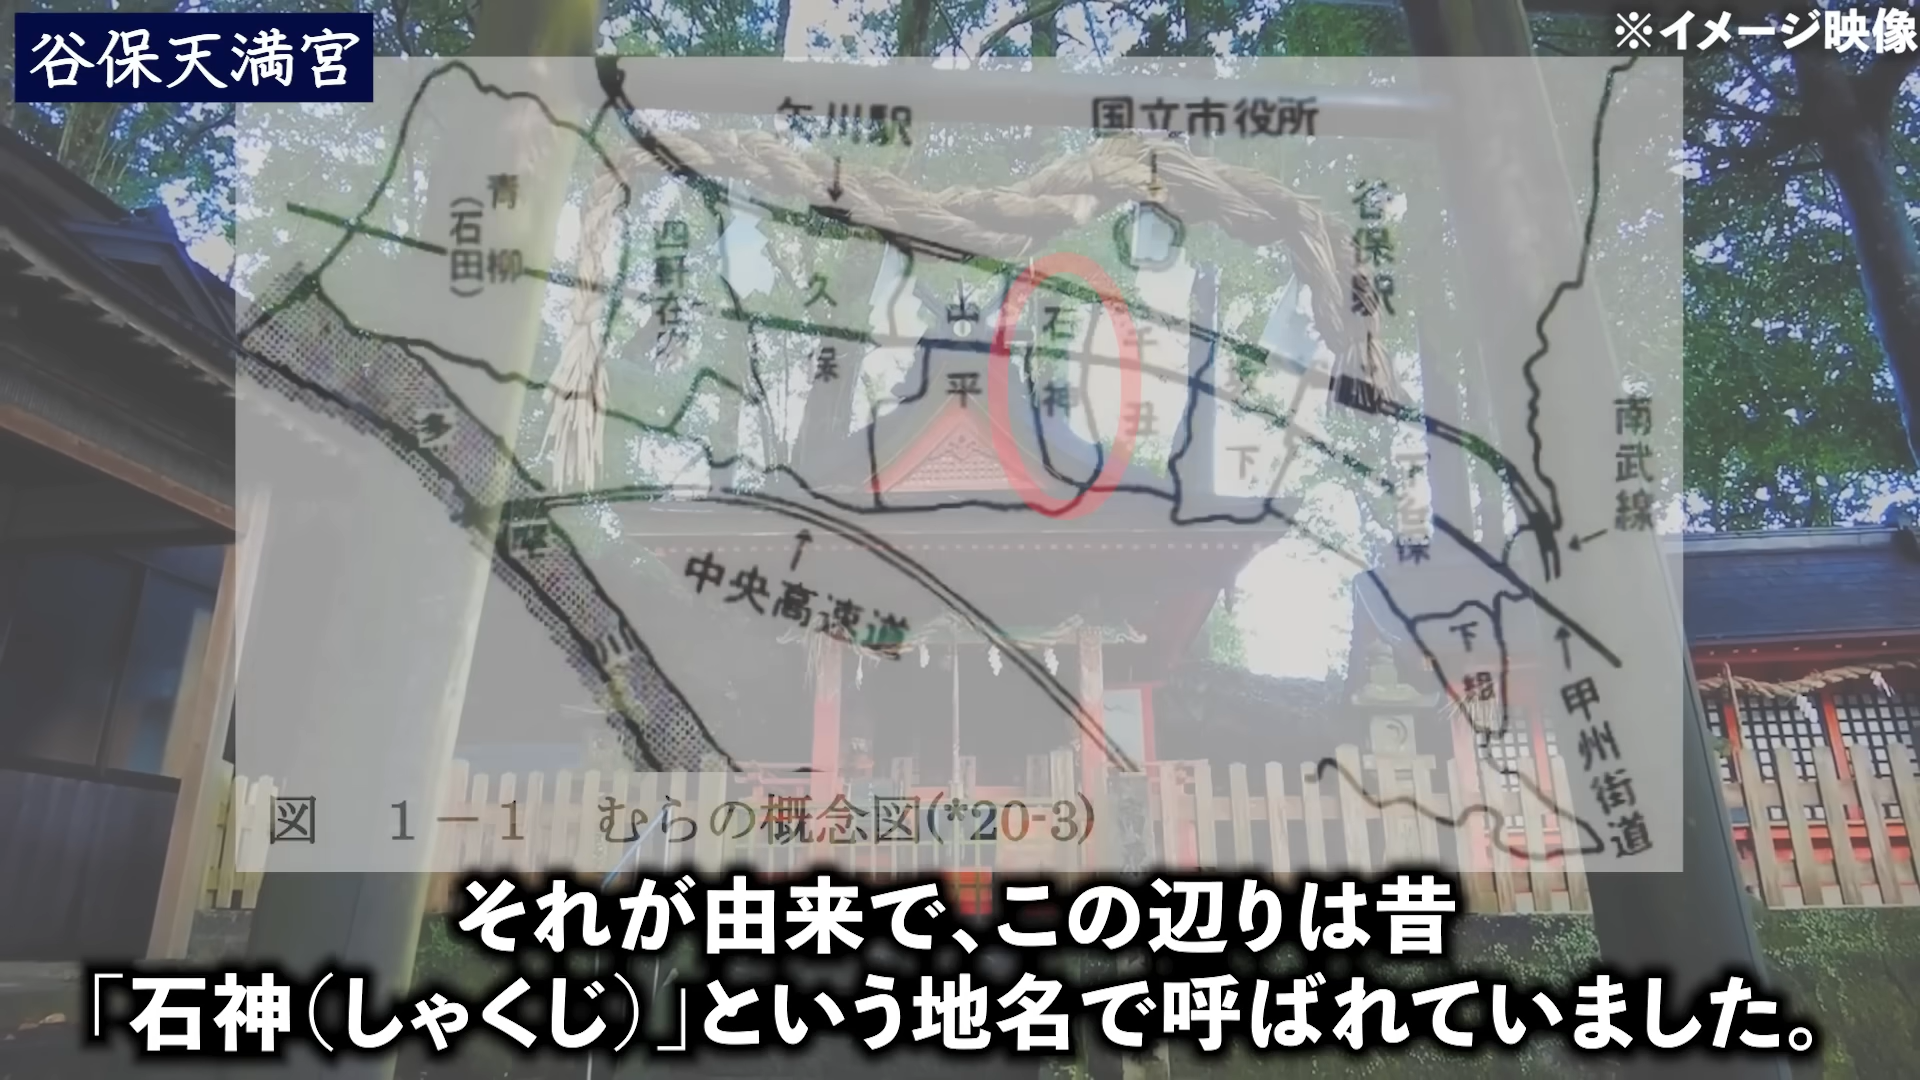 谷保天満宮
※イメージ映像
矢川駅
国立市役所
谷保駅
青柳
(石田)
四軒在
久保
山
平
石神
丑
下
南武線
多
摩
川
中央高速道
下
組
甲州街道
図 1-1 むらの概念図(*20-3)
それが由来で、この辺りは昔
「石神(しゃくじ)」という地名で呼ばれていました。